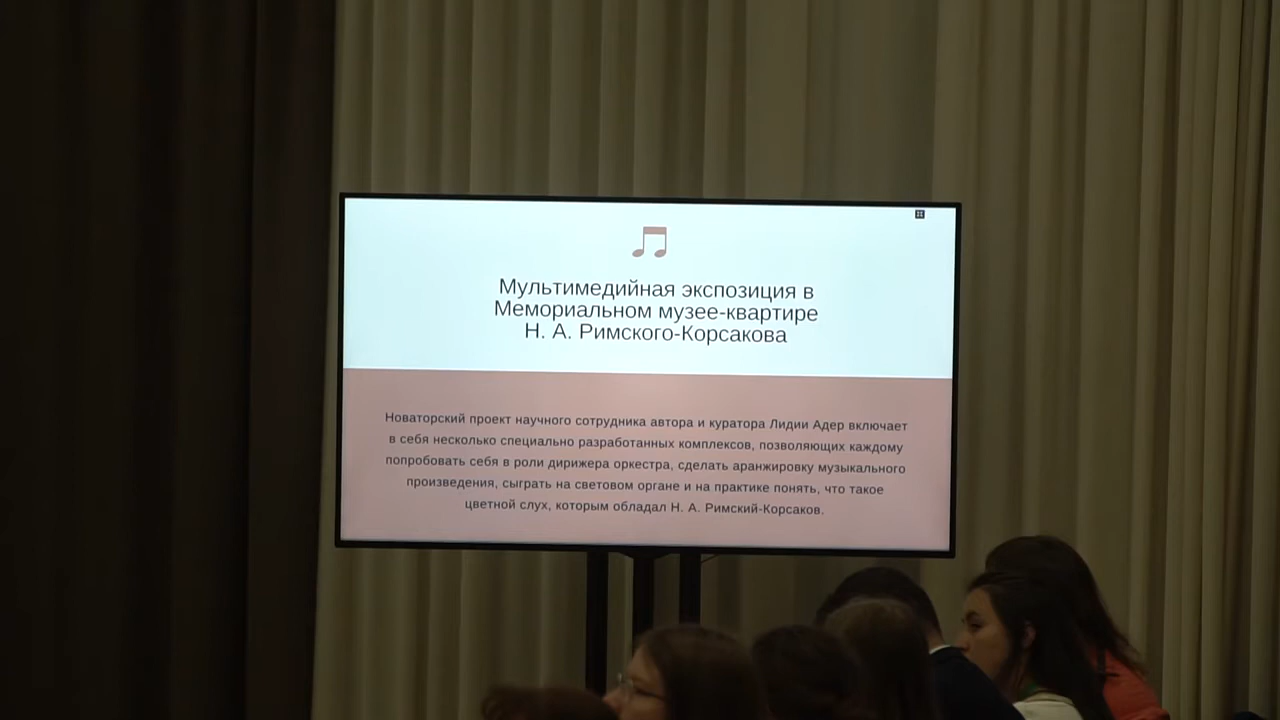 Мультимедийная экспозиция в
Мемориальном музее-квартире
Н. А. Римского-Корсакова
Новаторский проект научного сотрудника автора и куратора Лидии Адер включает
в себя несколько специально разработанных комплексов, позволяющих каждому
попробовать себя в роли дирижера оркестра, сделать аранжировку музыкального
произведения, сыграть на световом органе и на практике понять, что такое
цветной слух, которым обладал Н. А. Римский-Корсаков.